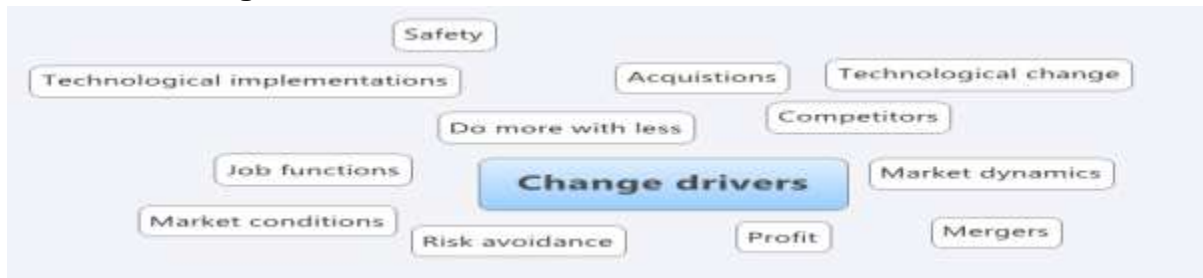 Safety
Technological implementations
Acquistions
Technological change
Do more with less
Competitors
Job functions
Change drivers
Market dynamics
Market conditions
Risk avoidance
Profit
Mergers